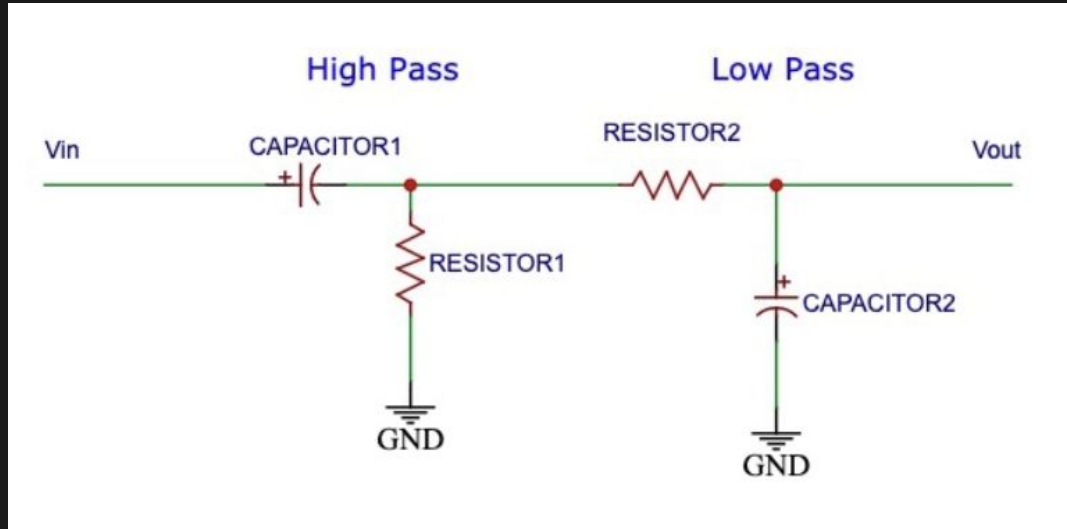 High Pass
Low Pass
Vin
CAPACITOR1
RESISTOR2
Vout
+
RESISTOR1
+
CAPACITOR2
GND
GND